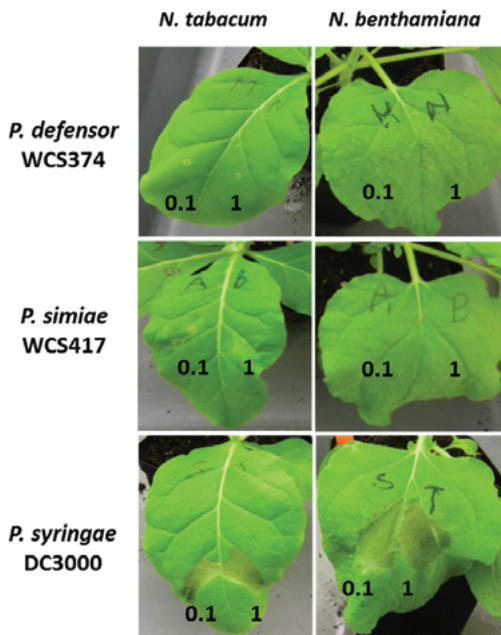 N. tabacum N. benthamiana
P. defensor
WCS374
0.1 1 0.1 1
P. simiae
WCS417
A B A B
0.1 1 0.1 1
P. syringae
DC3000
S T
0.1 1 0.1 1